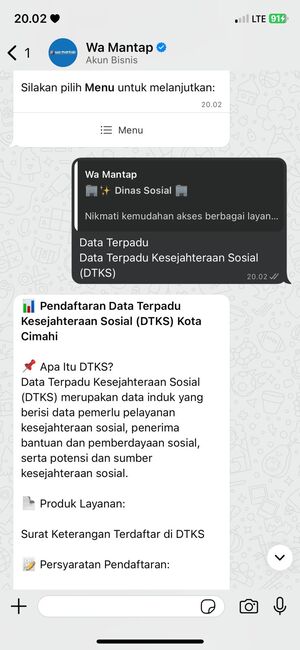 20.02
LTE 91
1
Wa Mantap
Akun Bisnis
Silakan pilih Menu untuk melanjutkan:
20.02
Menu
Wa Mantap
Dinas Sosial
Nikmati kemudahan akses berbagai layan...
Data Terpadu
Data Terpadu Kesejahteraan Sosial
(DTKS)
20.02
Pendaftaran Data Terpadu
Kesejahteraan Sosial (DTKS) Kota
Cimahi
Apa Itu DTKS?
Data Terpadu Kesejahteraan Sosial
(DTKS) merupakan data induk yang
berisi data pemerlu pelayanan
kesejahteraan sosial, penerima
bantuan dan pemberdayaan sosial,
serta potensi dan sumber
kesejahteraan sosial.
Produk Layanan:
Surat Keterangan Terdaftar di DTKS
Persyaratan Pendaftaran: